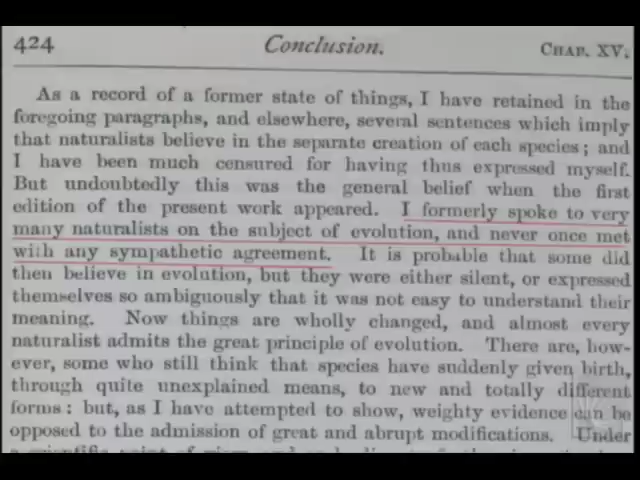 424 Conclusion. CHAP. XV.
As a record of a former state of things, I have retained in the
foregoing paragraphs, and elsewhere, several sentences which imply
that naturalists believe in the separate creation of each species; and
I have been much censured for having thus expressed myself.
But undoubtedly this was the general belief when the first
edition of the present work appeared. I formerly spoke to very
many naturalists on the subject of evolution, and never once met
with any sympathetic agreement. It is probable that some did
then believe in evolution, but they were either silent, or expressed
themselves so ambiguously that it was not easy to understand their
meaning. Now things are wholly changed, and almost every
naturalist admits the great principle of evolution. There are, how-
ever, some who still think that species have suddenly given birth,
through quite unexplained means, to new and totally different
forms: but, as I have attempted to show, weighty evidence can be
opposed to the admission of great and abrupt modifications. Under